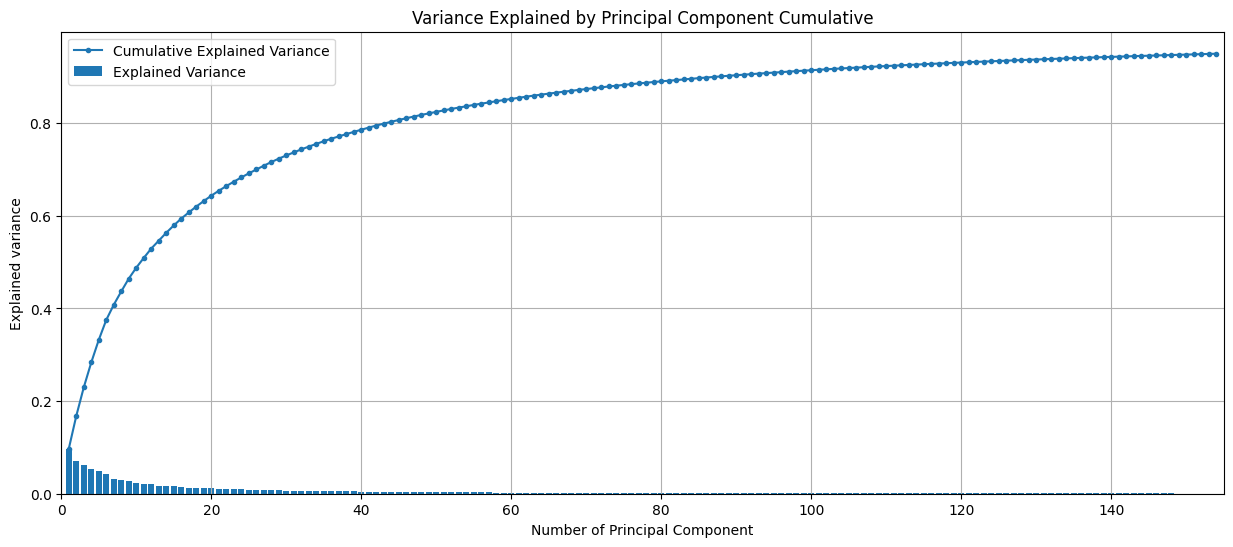 Variance Explained by Principal Component Cumulative
Cumulative Explained Variance
Explained Variance
Explained variance
0.8
0.6
0.4
0.2
0.0
0 20 40 60 80 100 120 140
Number of Principal Component